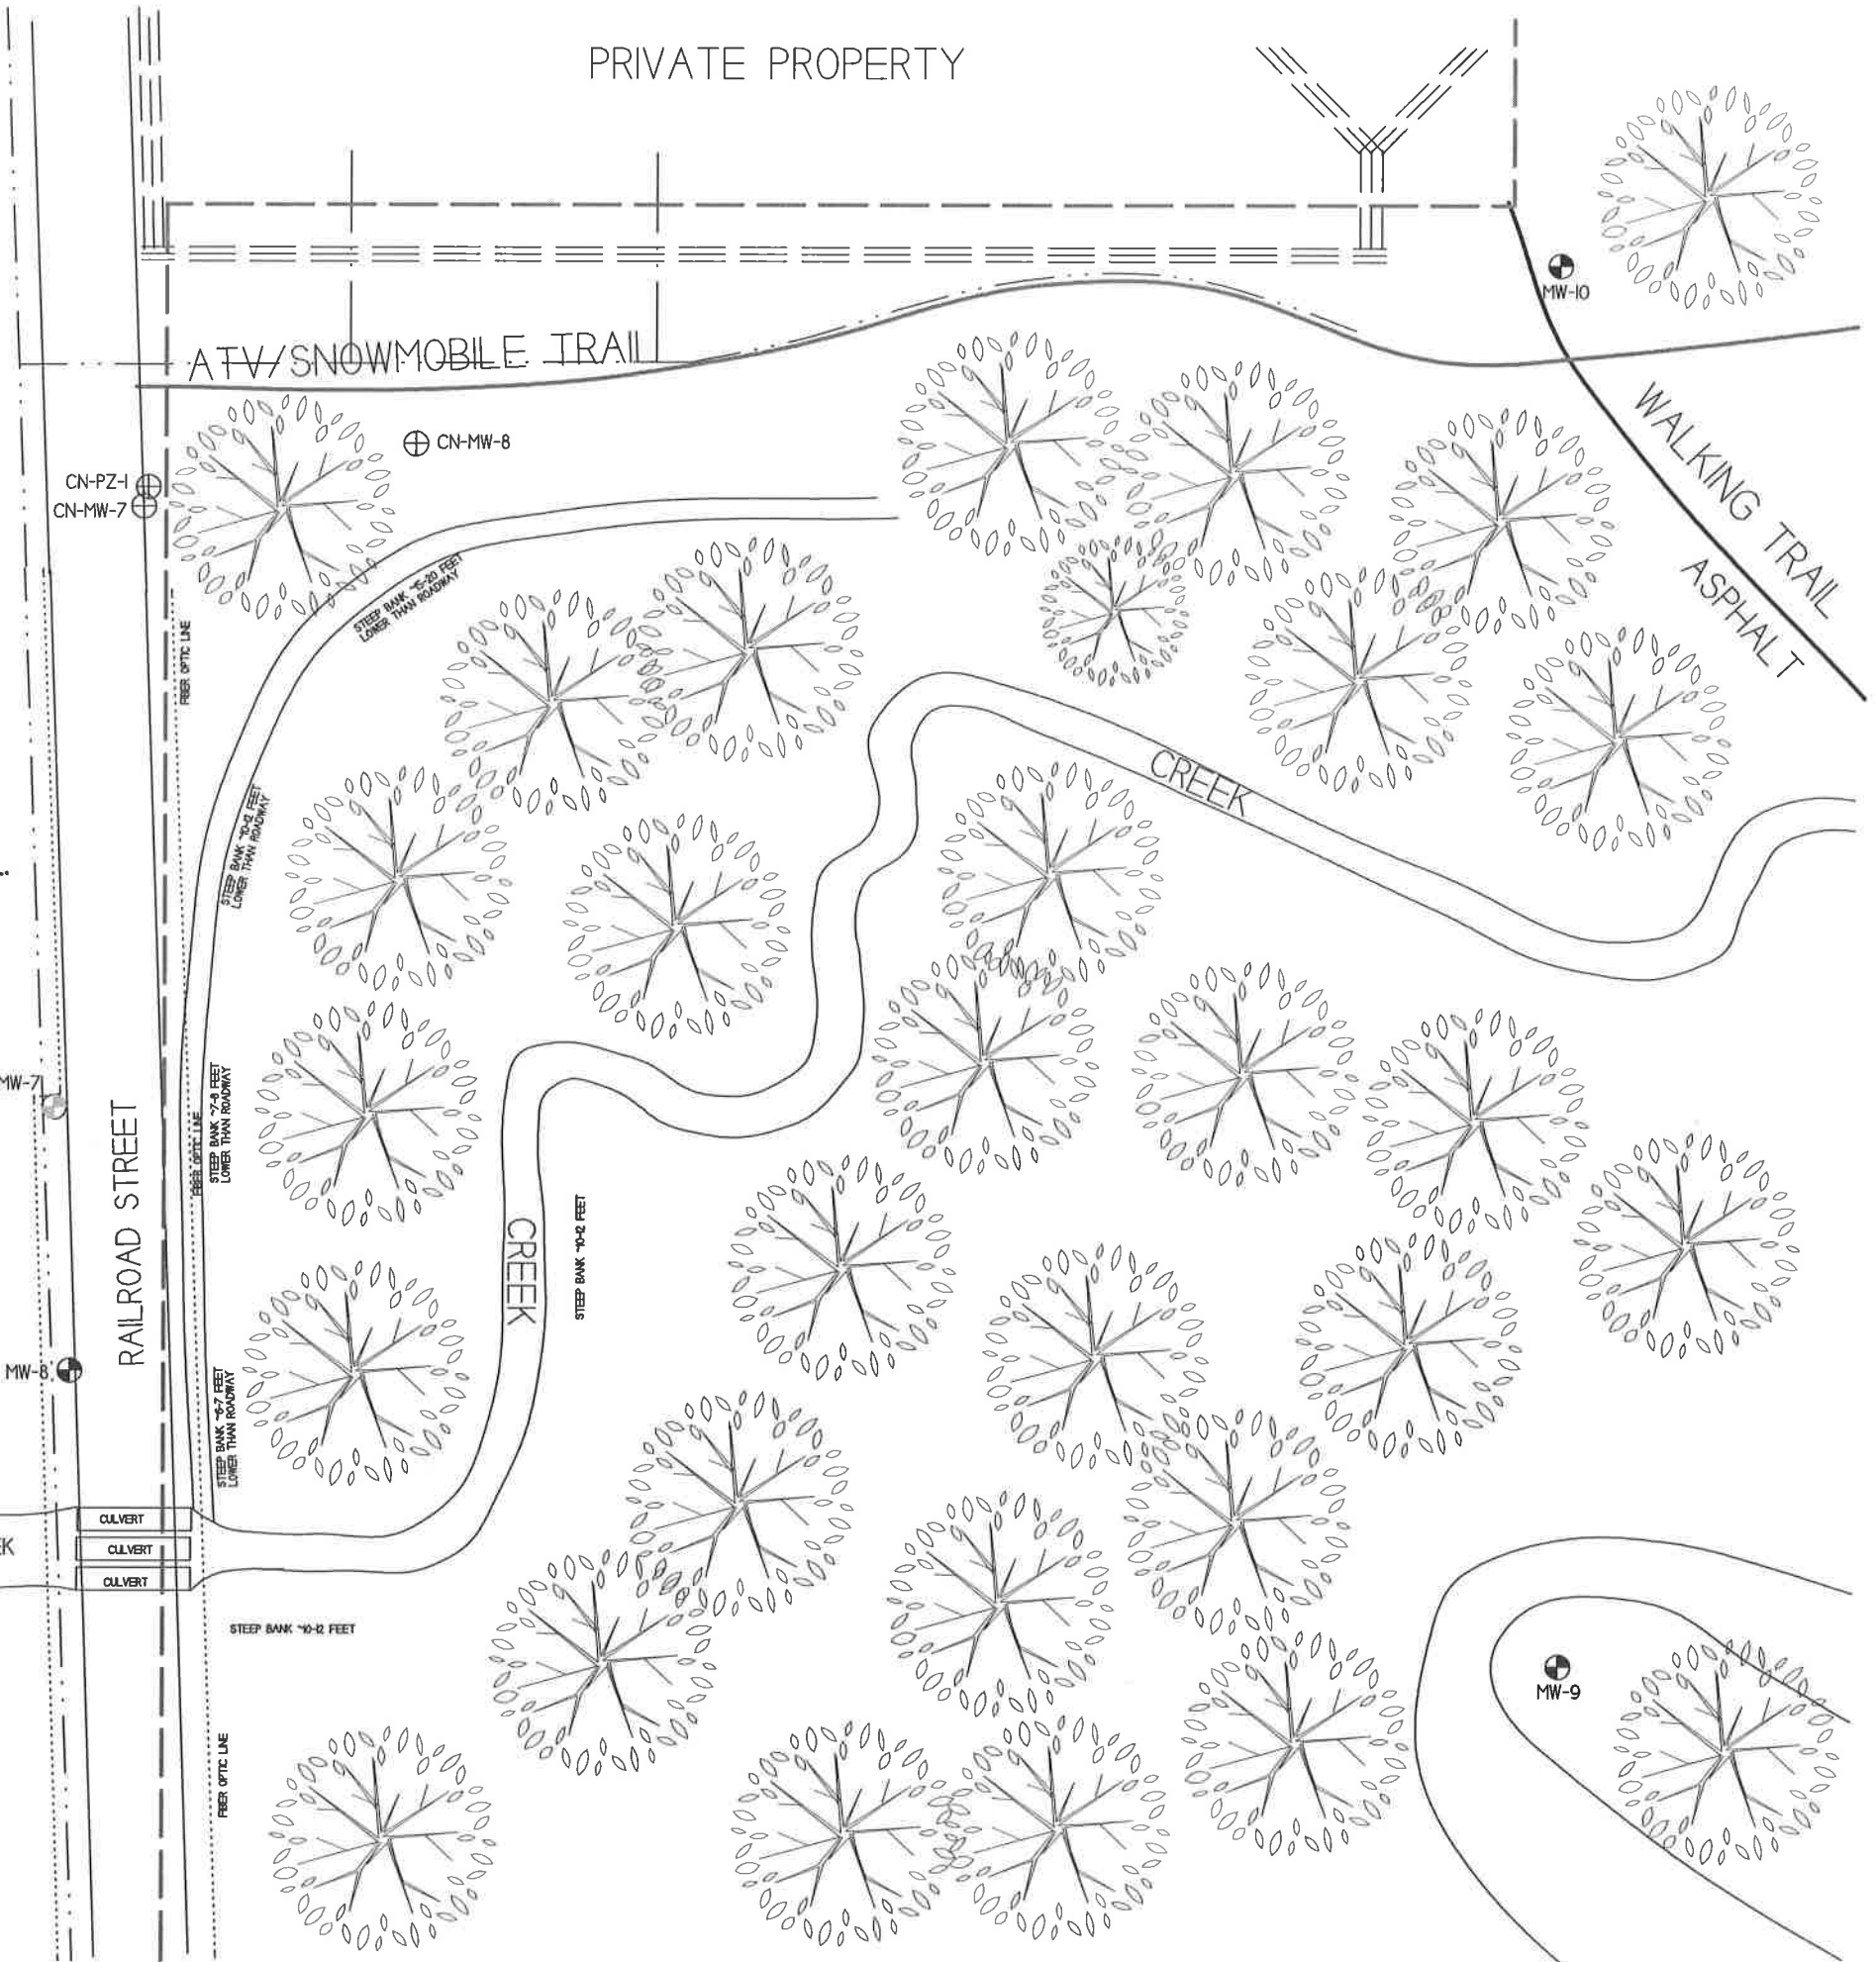 PRIVATE PROPERTY
MW-10
ATV/SNOWMOBILE TRAIL
WALKING TRAIL
ASPHALT
CN-MW-8
CN-PZ-1
CN-MW-7
STEEP BANK ~15-20 FEET
LOWER THAN ROADWAY
FIBER OPTIC LINE
CREEK
STEEP BANK ~10-12 FEET
LOWER THAN ROADWAY
MW-7
STEEP BANK ~7-8 FEET
LOWER THAN ROADWAY
FIBER OPTIC LINE
RAILROAD STREET
CREEK
STEEP BANK ~10-12 FEET
MW-8
STEEP BANK ~6-7 FEET
LOWER THAN ROADWAY
CULVERT
CULVERT
CULVERT
EK
STEEP BANK ~10-12 FEET
MW-9
FIBER OPTIC LINE